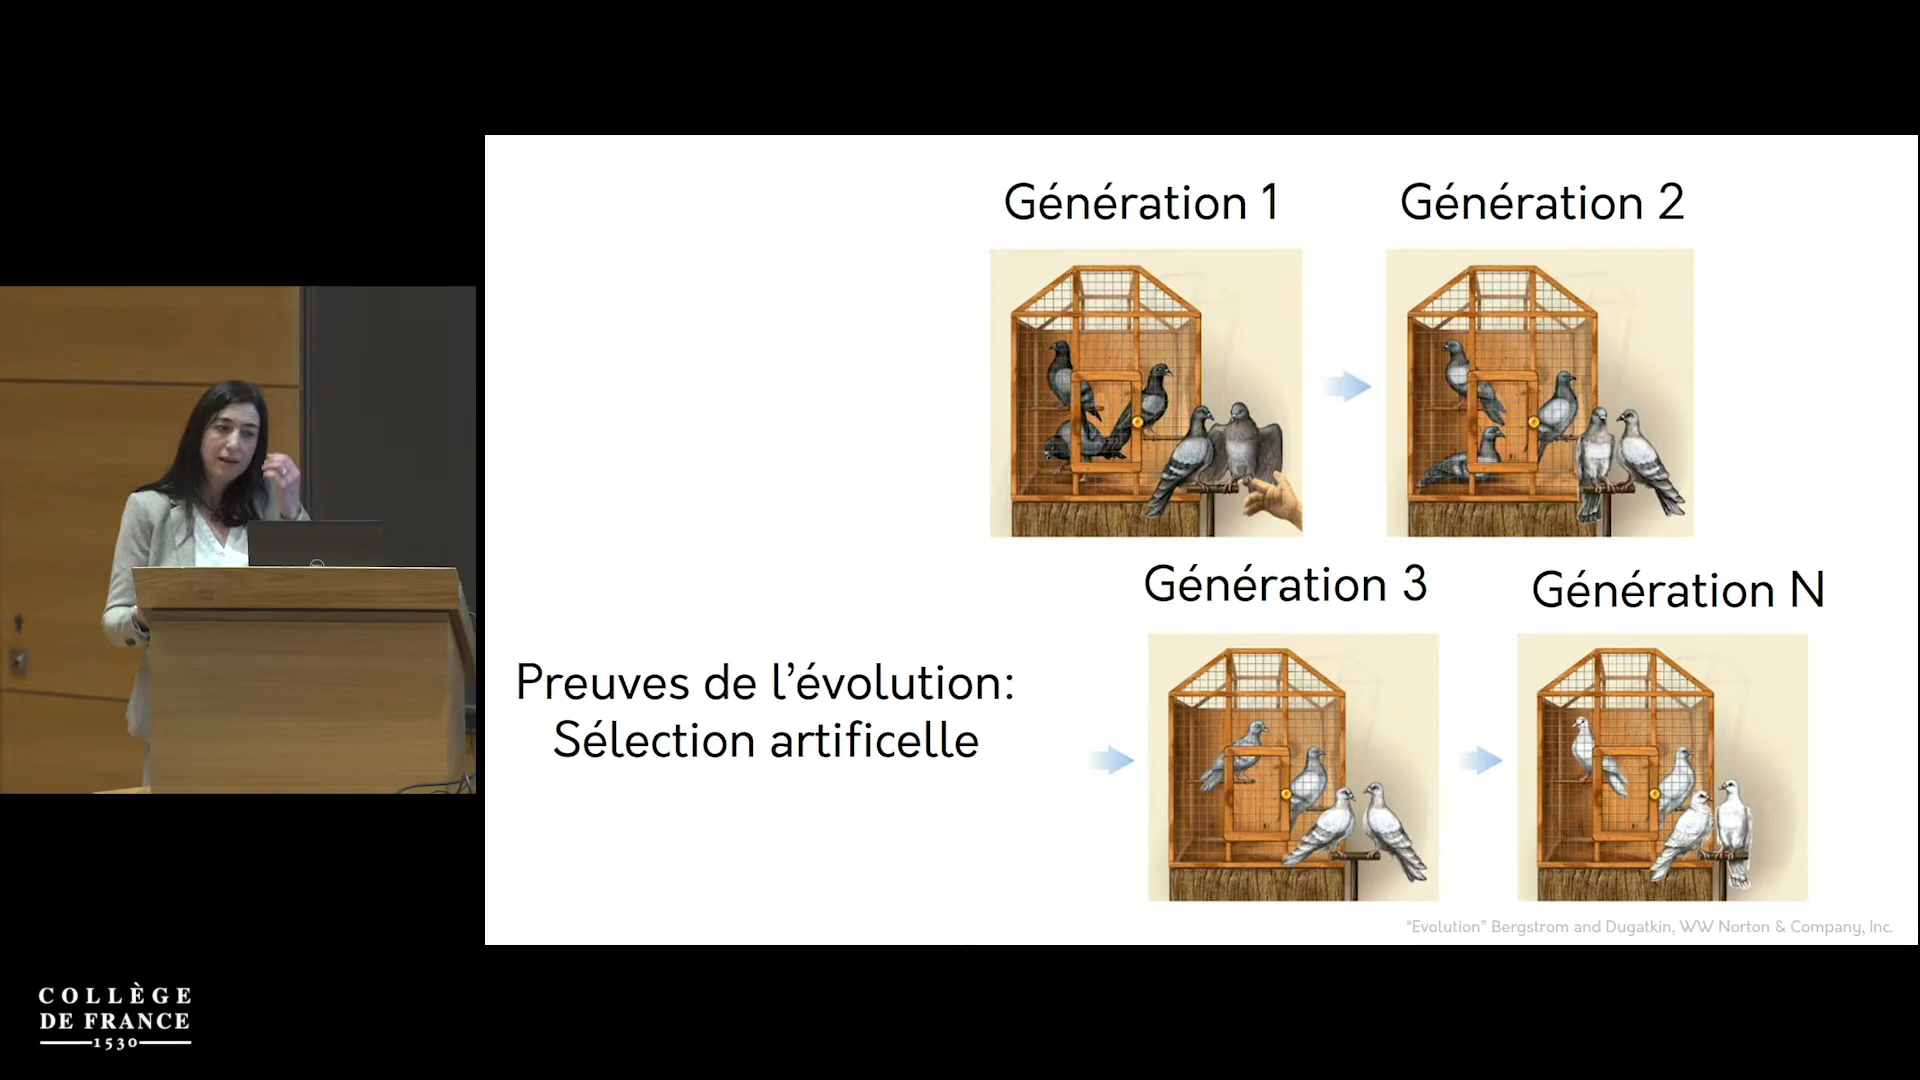 Génération 1
Génération 2
Génération 3
Génération N
Preuves de l’évolution:
Sélection artificelle
“Evolution” Bergstrom and Dugatkin, WW Norton & Company, Inc.
COLLÈGE
DE FRANCE
1530